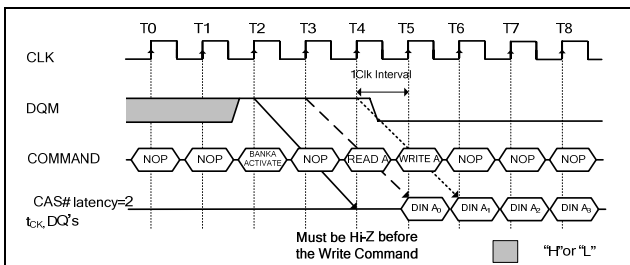 T0 T1 T2 T3 T4 T5 T6 T7 T8
CLK
1Clk Interval
DQM
COMMAND NOP NOP BANKA ACTIVATE NOP READ A WRITE A NOP NOP NOP
CAS# latency=2
tCK, DQ's DIN A0 DIN A1 DIN A2 DIN A3
Must be Hi-Z before
the Write Command
"H" or "L"